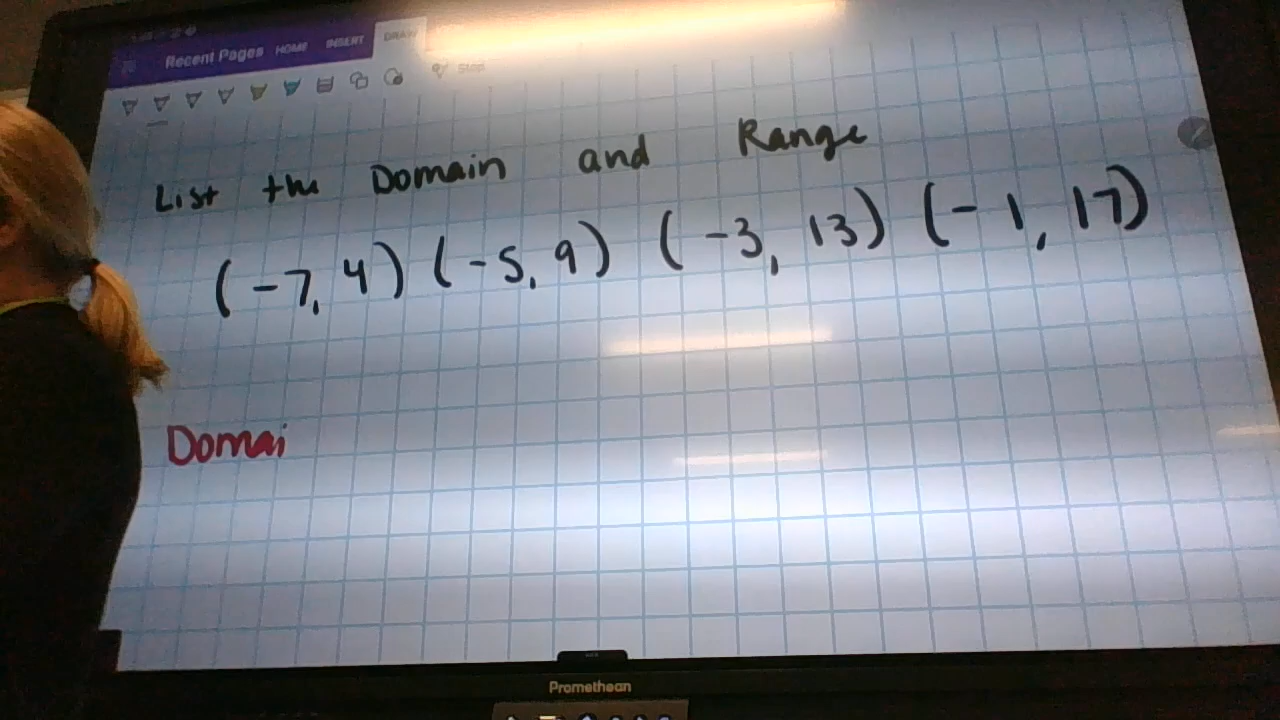 Recent Pages HOME INSERT DRAW
List the Domain and Range
(-7, 4) (-5, 9) (-3, 13) (-1, 17)
Domai
Promethean